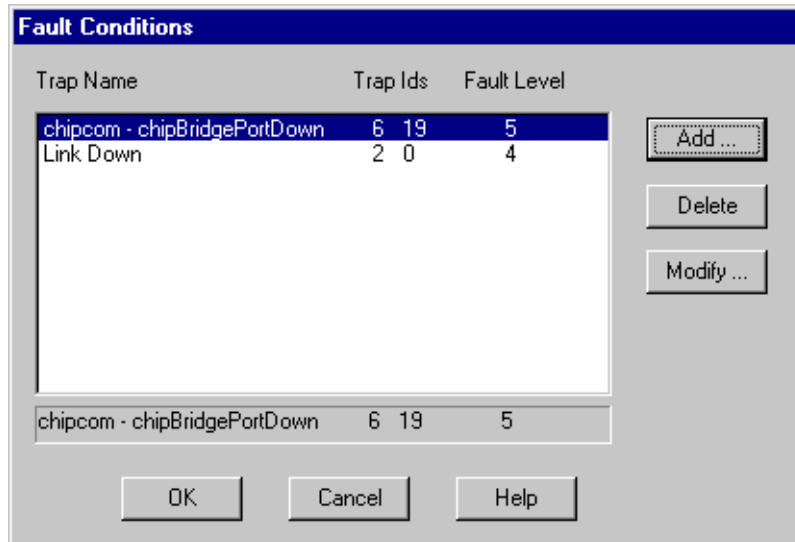 Fault Conditions
Trap Name Trap Ids Fault Level
chipcom - chipBridgePortDown 6 19 5
Link Down 2 0 4
Add ...
Delete
Modify ...
chipcom - chipBridgePortDown 6 19 5
OK Cancel Help